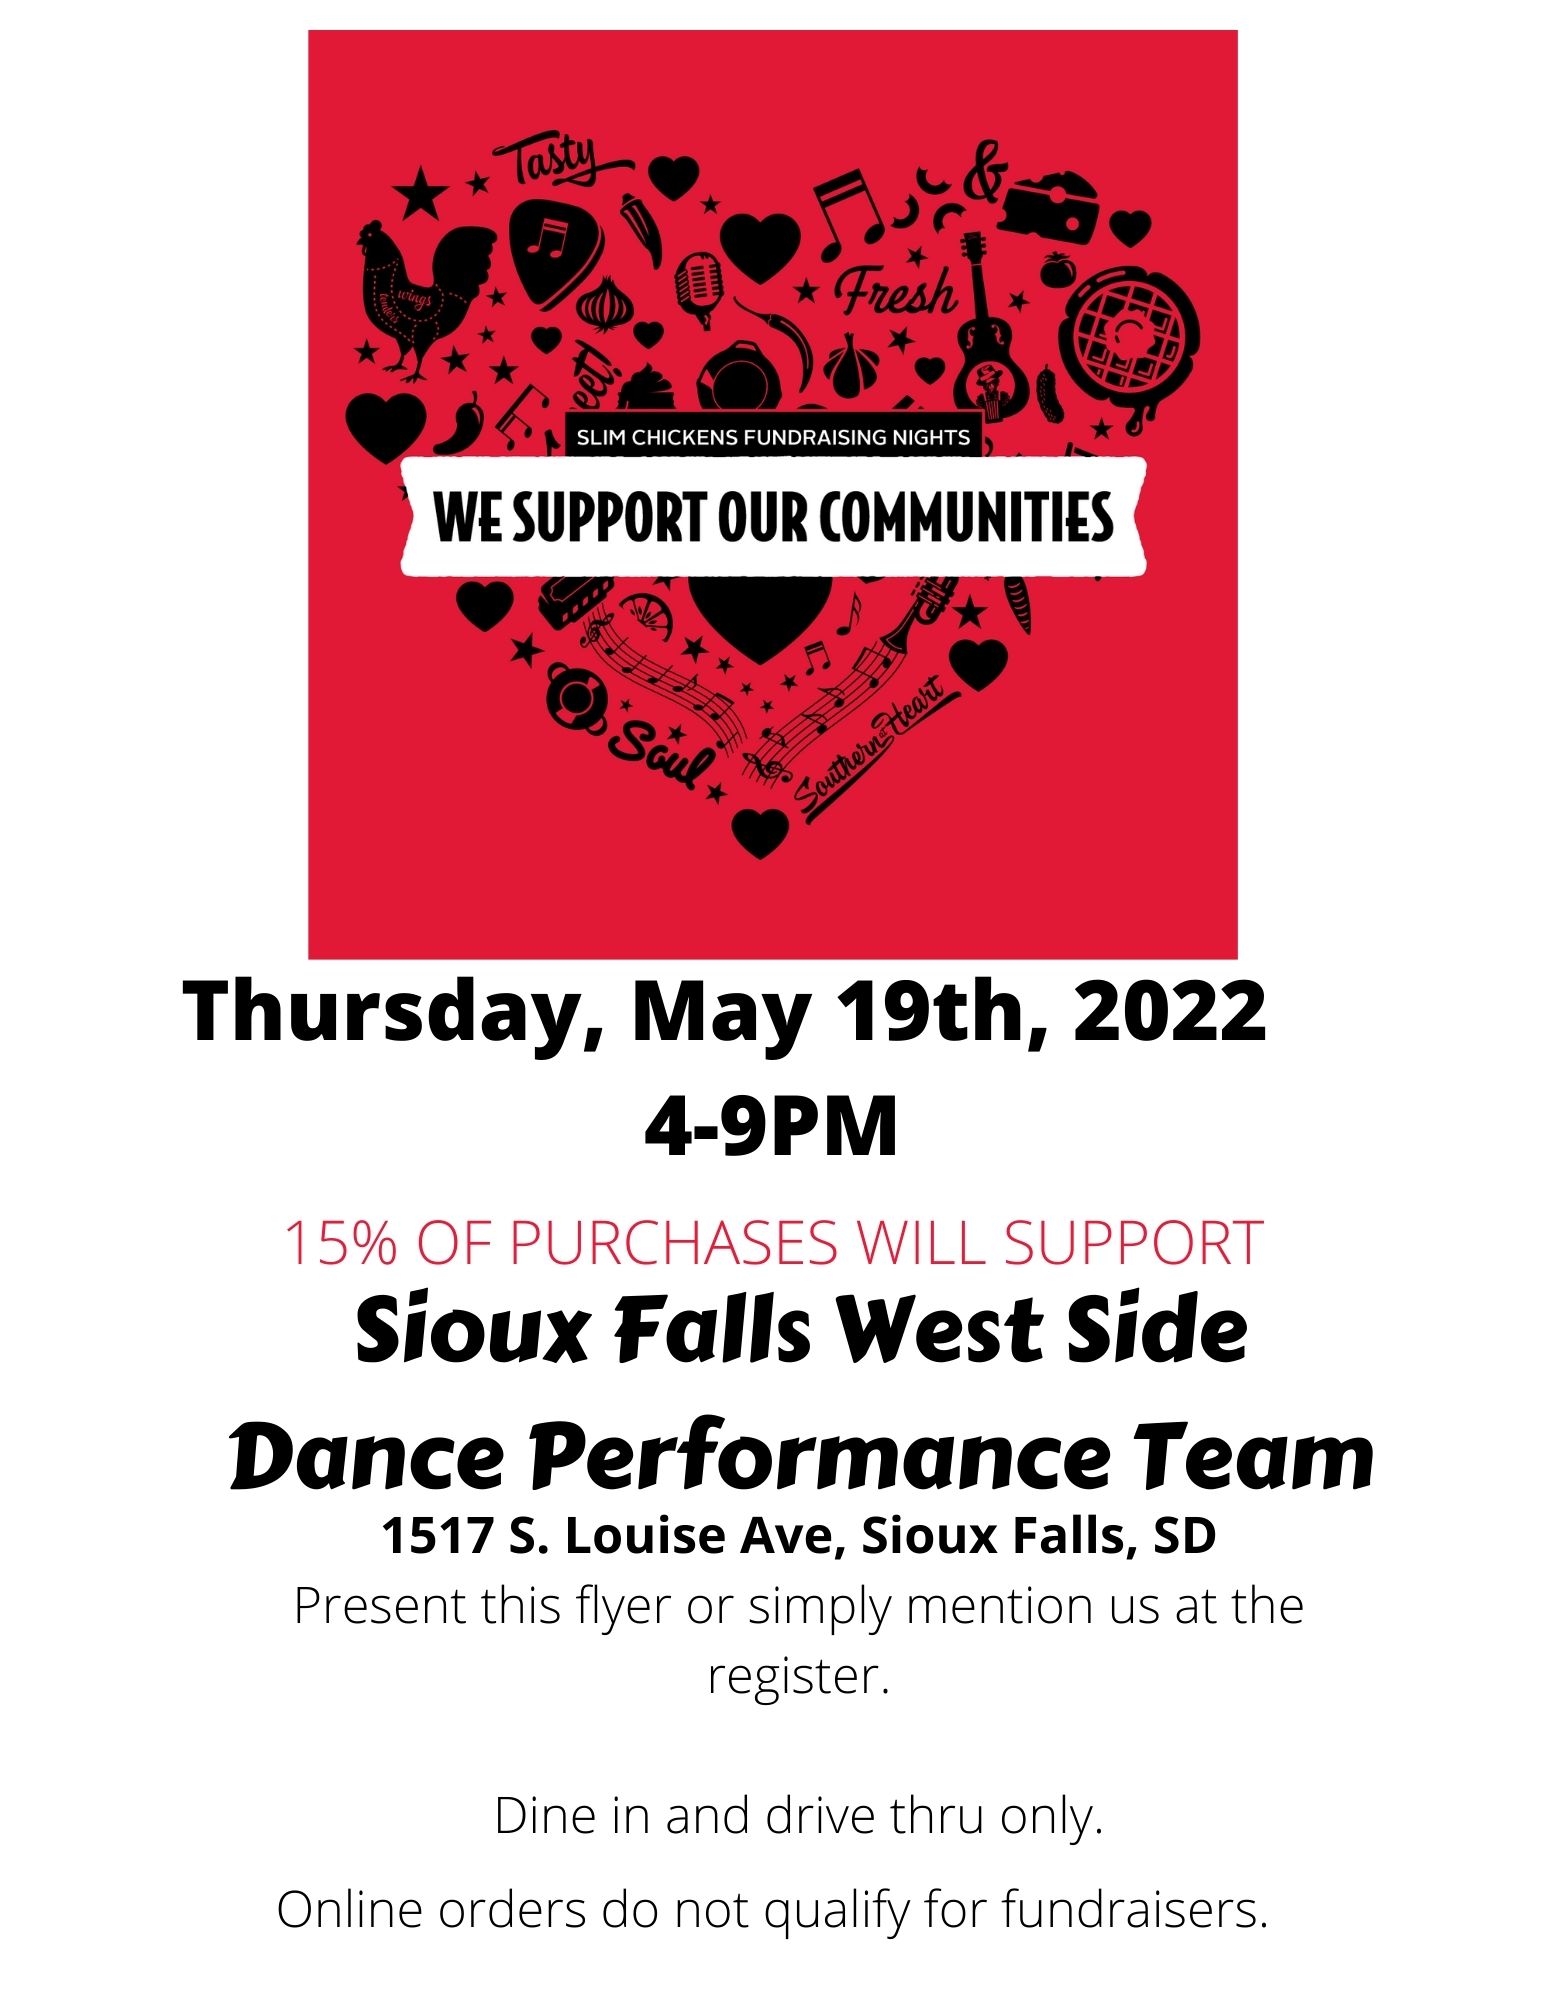 Tasty
&
Fresh
wings
tenders
eet!
SLIM CHICKENS FUNDRAISING NIGHTS
WE SUPPORT OUR COMMUNITIES
Soul
Southern at Heart
Thursday, May 19th, 2022
4-9PM
15% OF PURCHASES WILL SUPPORT
Sioux Falls West Side
Dance Performance Team
1517 S. Louise Ave, Sioux Falls, SD
Present this flyer or simply mention us at the
register.
Dine in and drive thru only.
Online orders do not qualify for fundraisers.